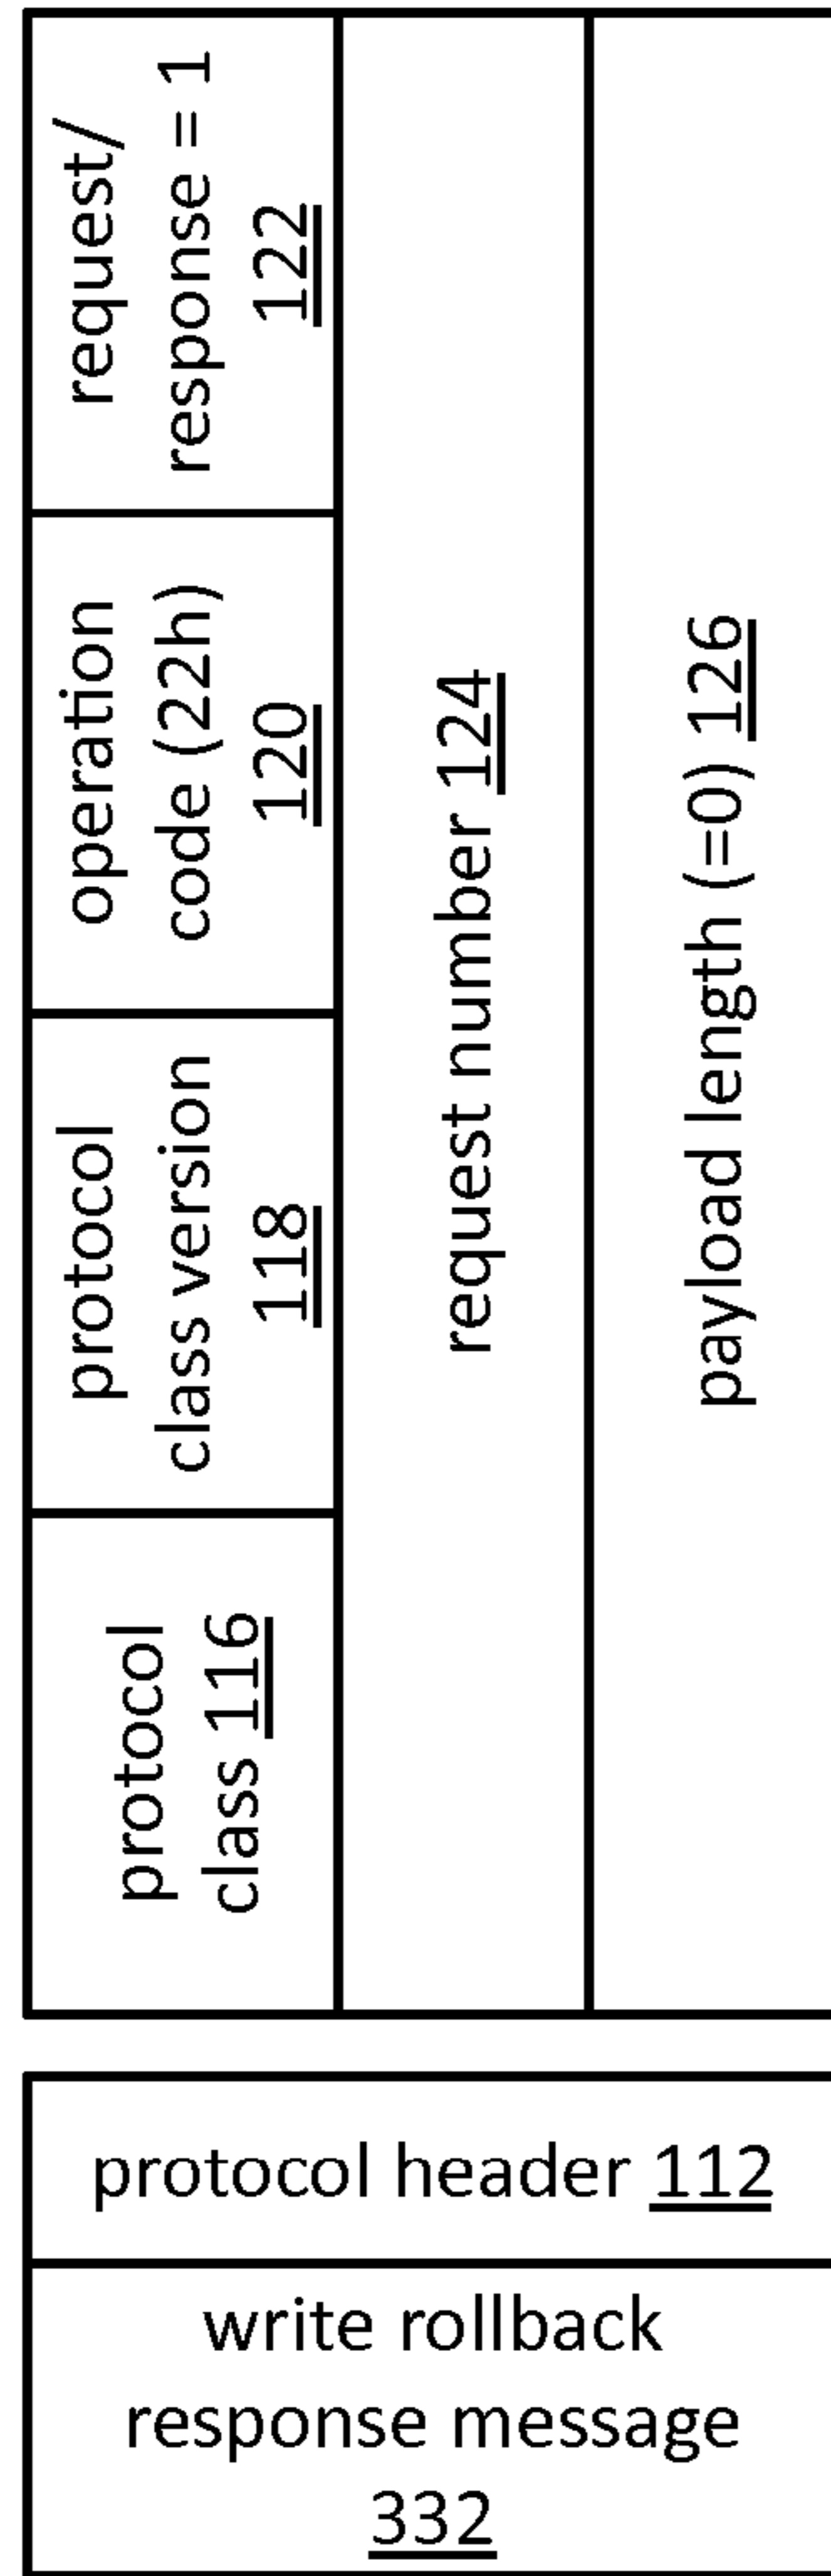 protocol
class 116
protocol
class version
118
operation
code (22h)
120
request/
response = 1
122
request number 124
payload length (=0) 126
protocol header 112
write rollback
response message
332